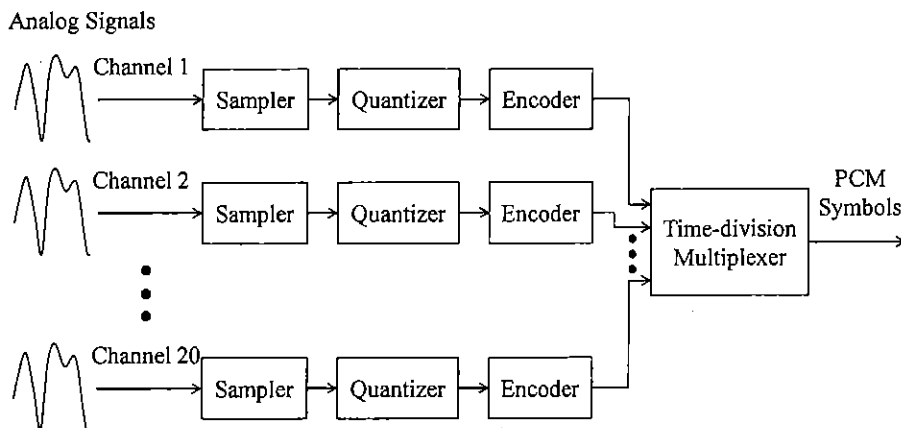 Analog Signals
Channel 1
Sampler
Quantizer
Encoder
Channel 2
Sampler
Quantizer
Encoder
Time-division
Multiplexer
PCM
Symbols
Channel 20
Sampler
Quantizer
Encoder